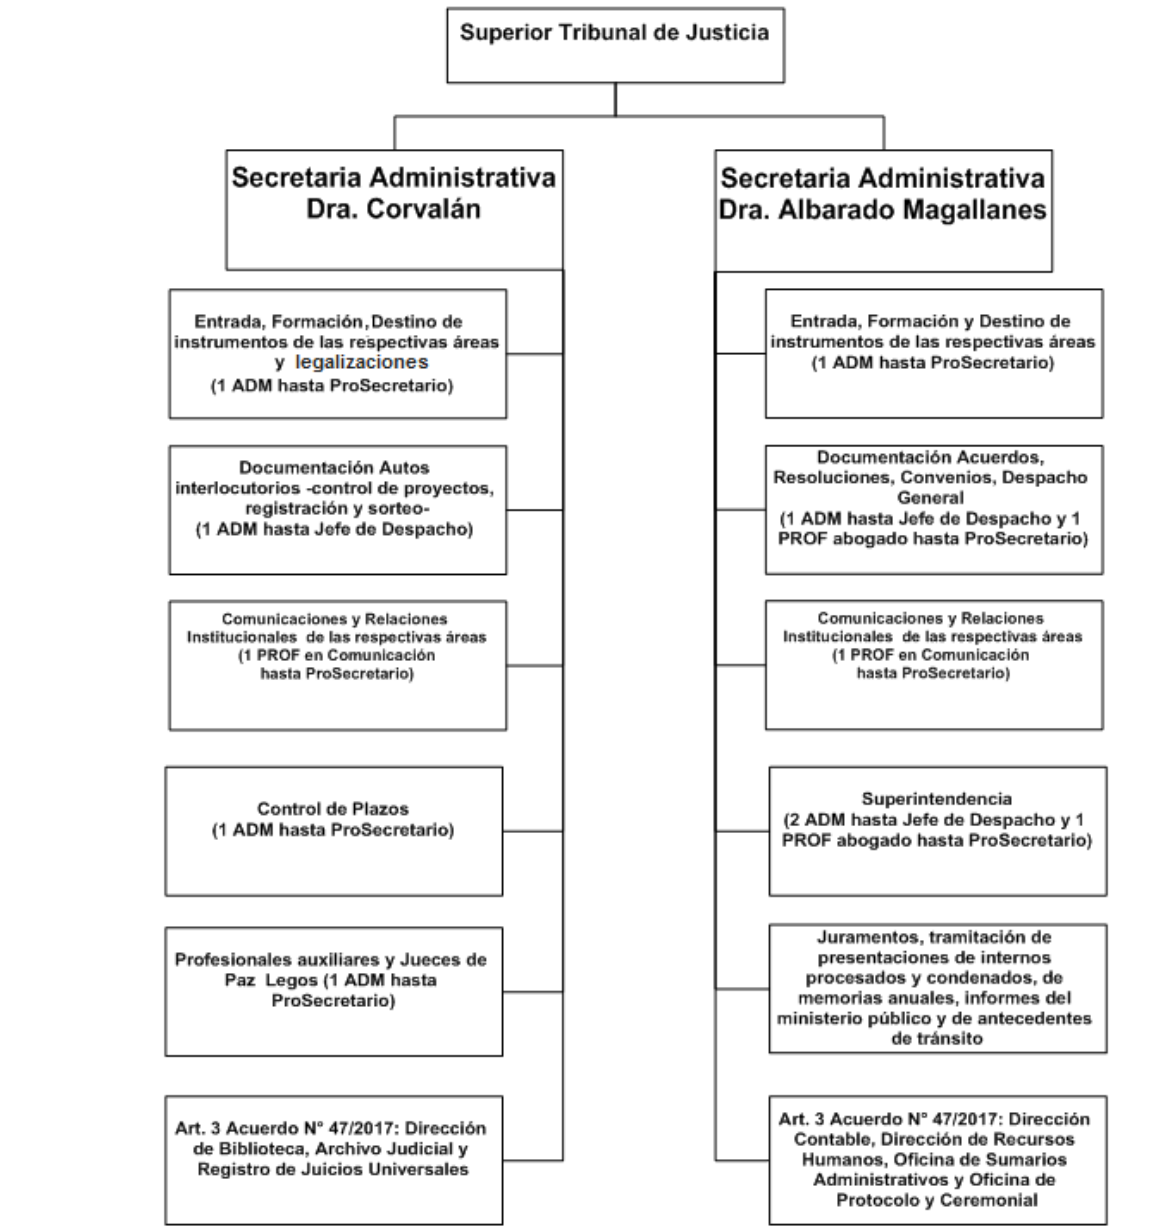 Superior Tribunal de Justicia
Secretaria Administrativa
Dra. Corvalán
Entrada, Formación,Destino de
instrumentos de las respectivas áreas
y legalizaciones
(1 ADM hasta ProSecretario)
Documentación Autos
interlocutorios -control de proyectos,
registración y sorteo-
(1 ADM hasta Jefe de Despacho)
Comunicaciones y Relaciones
Institucionales de las respectivas áreas
(1 PROF en Comunicación
hasta ProSecretario)
Control de Plazos
(1 ADM hasta ProSecretario)
Profesionales auxiliares y Jueces de
Paz Legos (1 ADM hasta
ProSecretario)
Art. 3 Acuerdo N° 47/2017: Dirección
de Biblioteca, Archivo Judicial y
Registro de Juicios Universales
Secretaria Administrativa
Dra. Albarado Magallanes
Entrada, Formación y Destino de
instrumentos de las respectivas áreas
(1 ADM hasta ProSecretario)
Documentación Acuerdos,
Resoluciones, Convenios, Despacho
General
(1 ADM hasta Jefe de Despacho y 1
PROF abogado hasta ProSecretario)
Comunicaciones y Relaciones
Institucionales de las respectivas áreas
(1 PROF en Comunicación
hasta ProSecretario)
Superintendencia
(2 ADM hasta Jefe de Despacho y 1
PROF abogado hasta ProSecretario)
Juramentos, tramitación de
presentaciones de internos
procesados y condenados, de
memorias anuales, informes del
ministerio público y de antecedentes
de tránsito
Art. 3 Acuerdo N° 47/2017: Dirección
Contable, Dirección de Recursos
Humanos, Oficina de Sumarios
Administrativos y Oficina de
Protocolo y Ceremonial